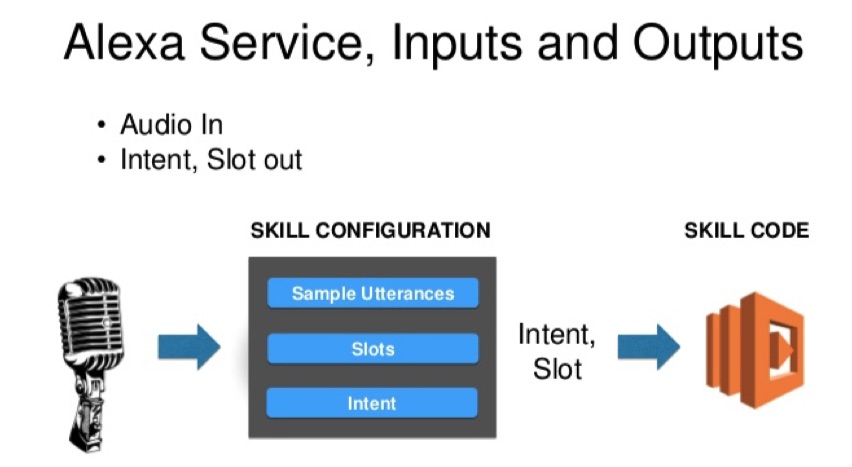 Alexa Service, Inputs and Outputs
• Audio In
• Intent, Slot out
SKILL CONFIGURATION
SKILL CODE
Sample Utterances
Slots
Intent
Intent,
Slot